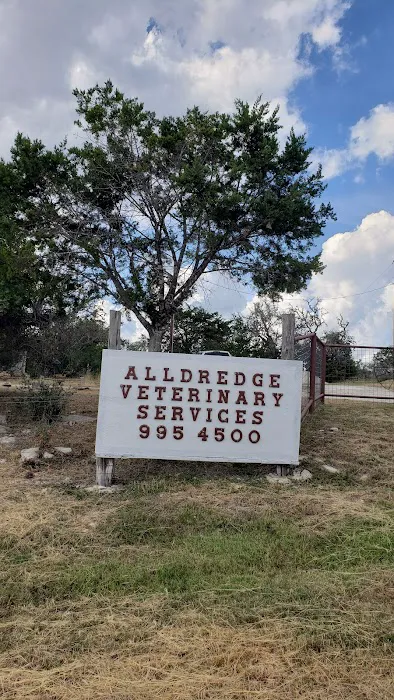 ALLDREDGE
VETERINARY
SERVICES
995 4500